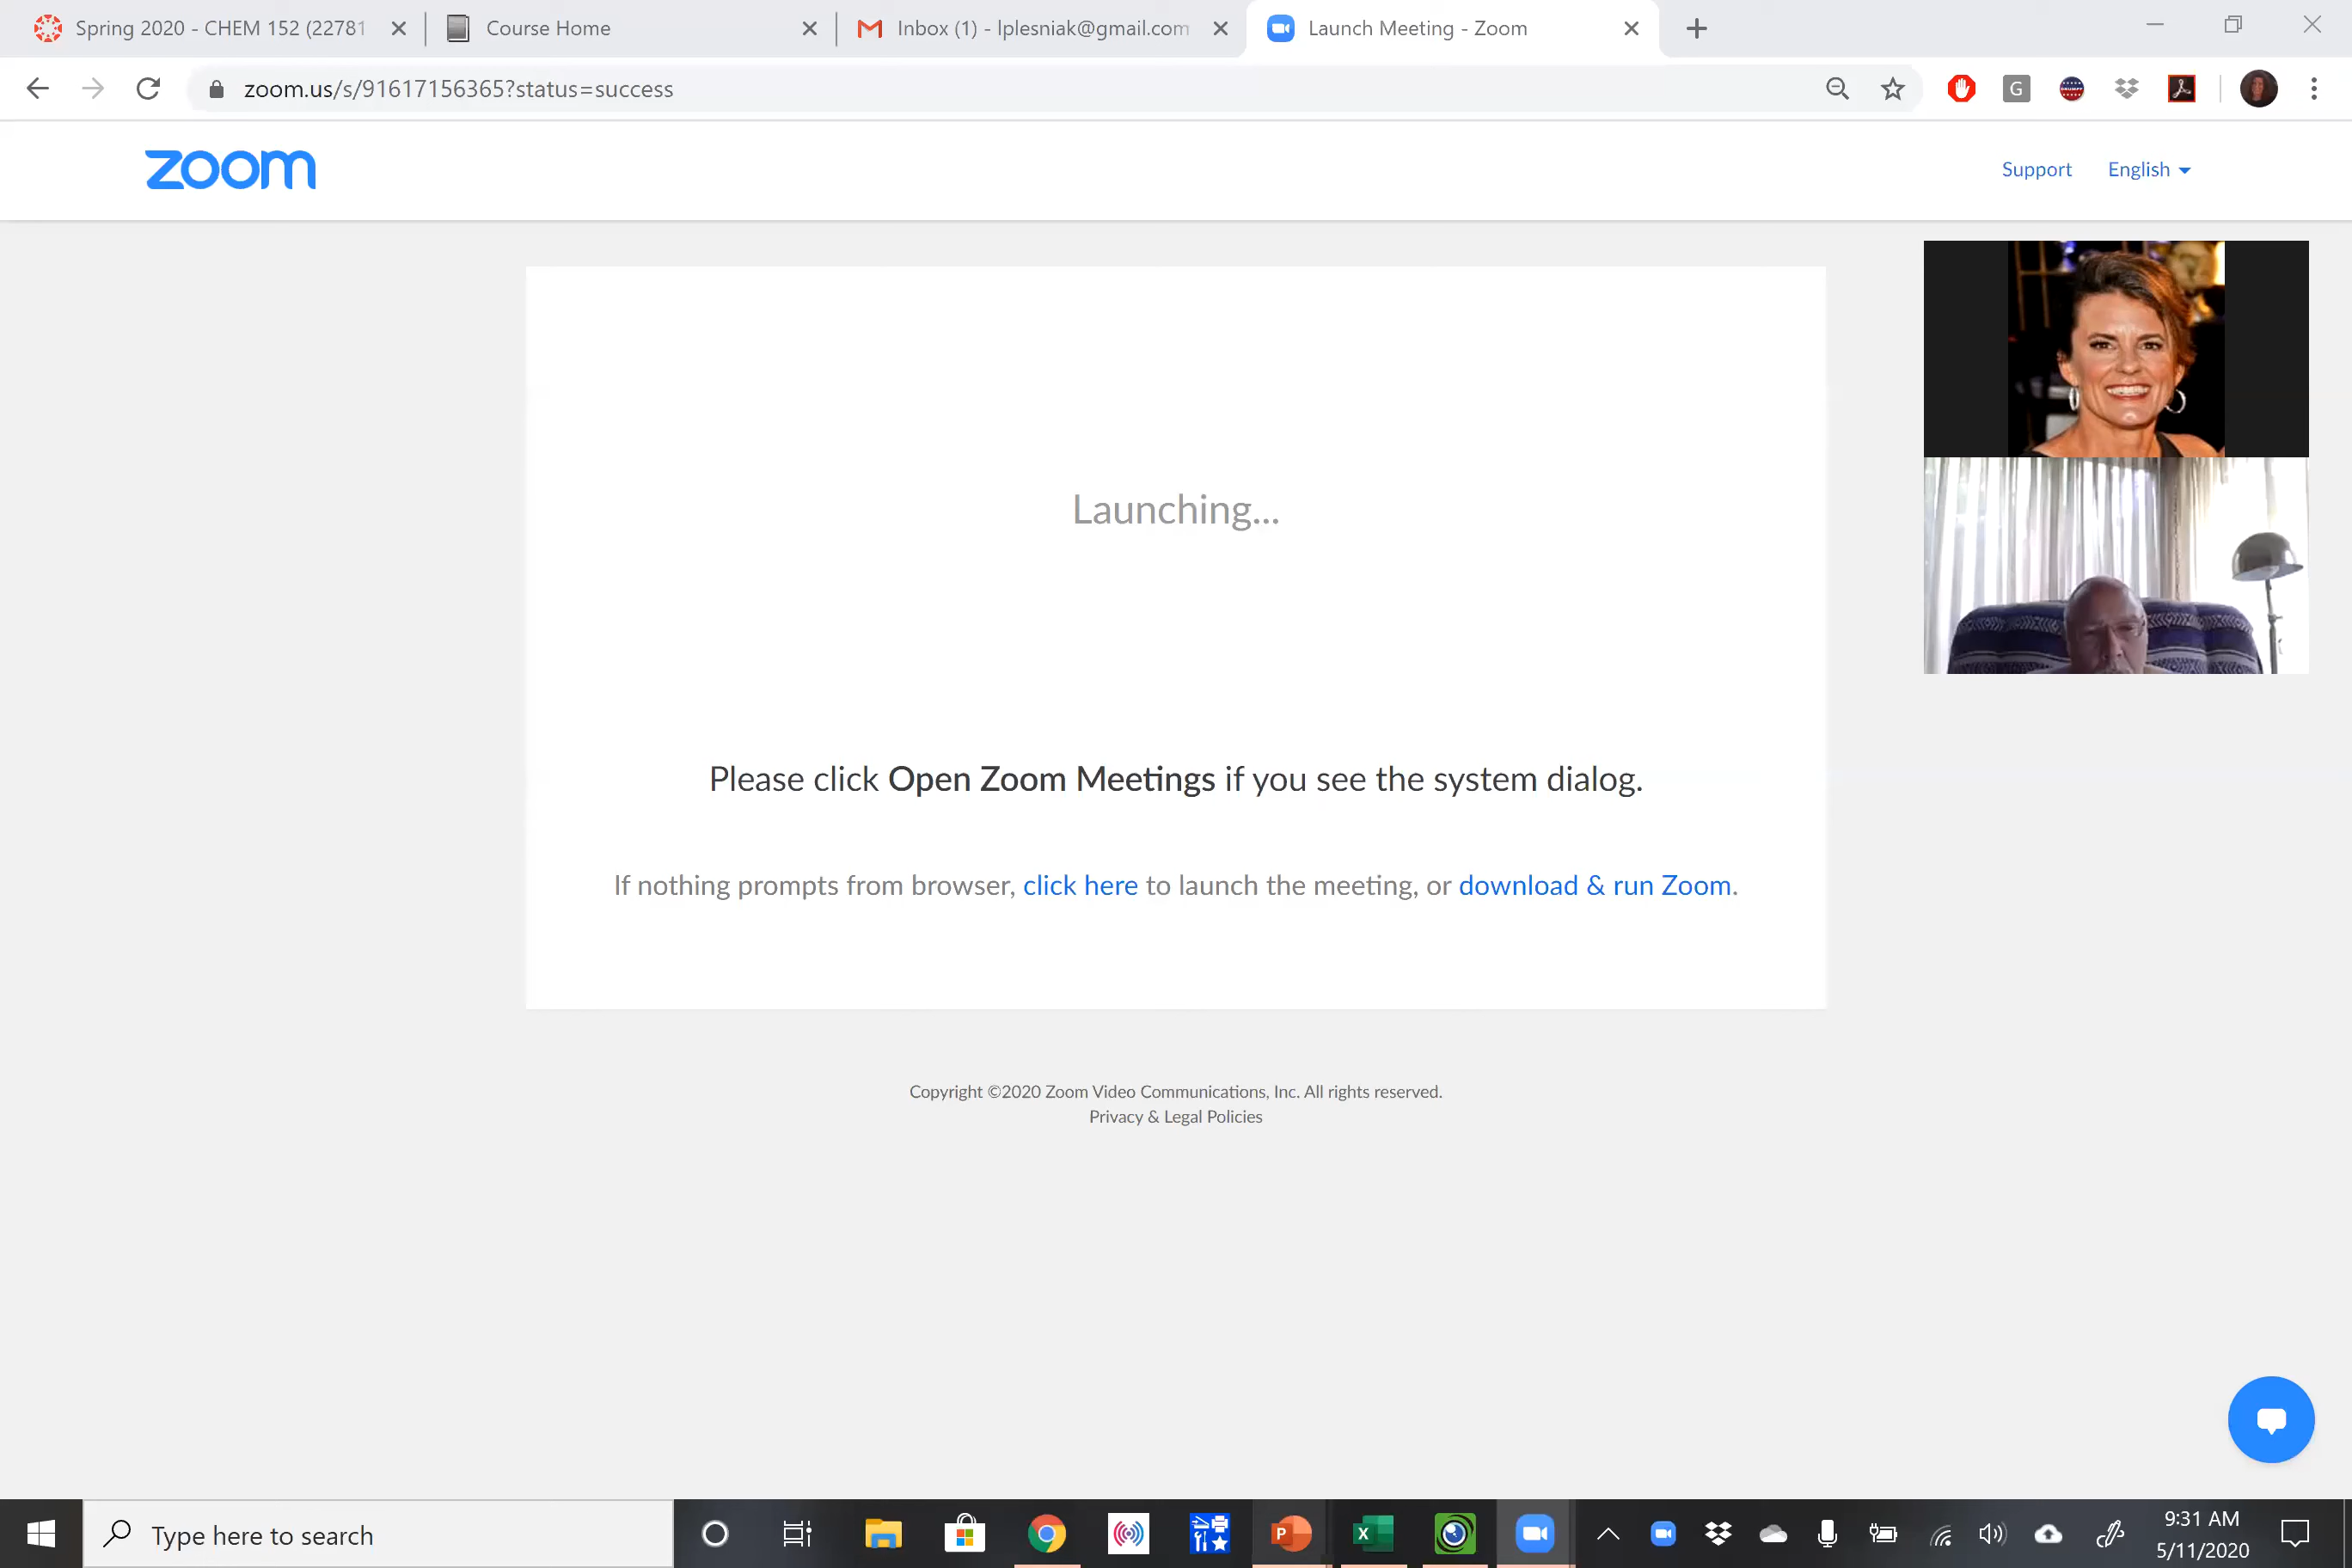 Spring 2020 - CHEM 152 (22781
Course Home
Inbox (1) - lplesniak@gmail.com
Launch Meeting - Zoom
zoom.us/s/91617156365?status=success
G
zoom
Support
English
Launching...
Please click Open Zoom Meetings if you see the system dialog.
If nothing prompts from browser, click here to launch the meeting, or download & run Zoom.
Copyright ©2020 Zoom Video Communications, Inc. All rights reserved.
Privacy & Legal Policies
Type here to search
P
X
9:31 AM
5/11/2020